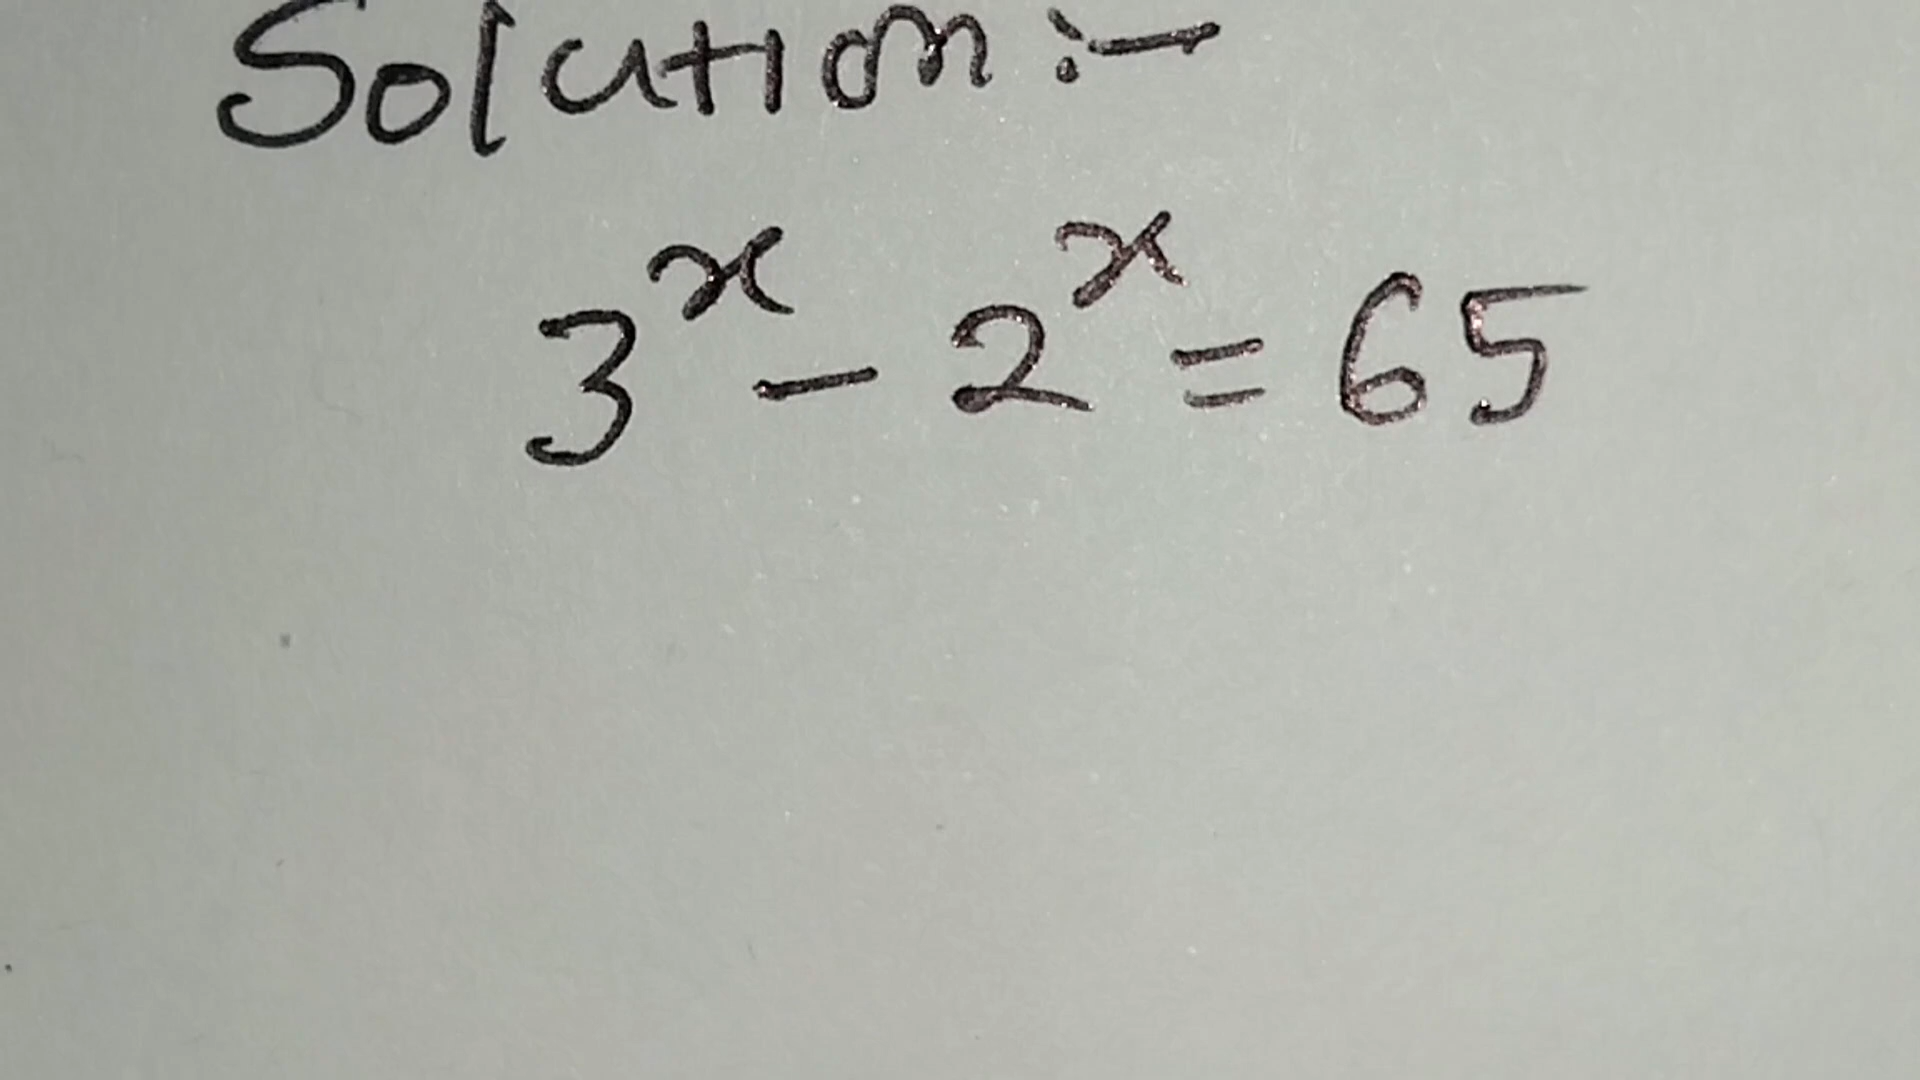 Solution :-
3^x - 2^x = 65